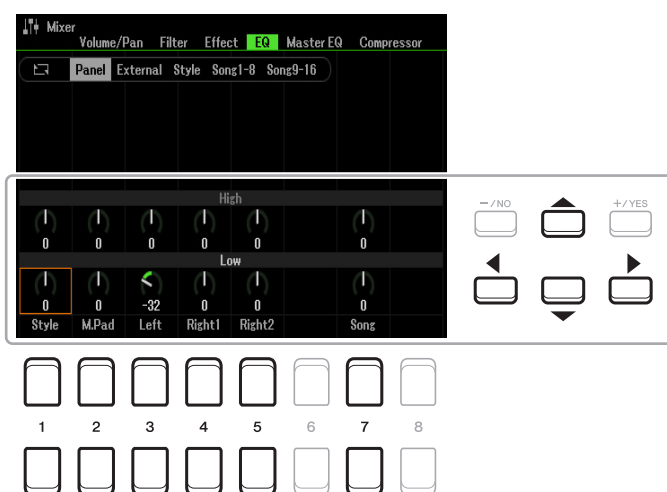 Mixer
Volume/Pan Filter Effect EQ Master EQ Compressor
Panel External Style Song1-8 Song9-16
High
0 0 0 0 0 0
Low
0 0 -32 0 0 0
Style M.Pad Left Right1 Right2 Song
−/NO +/YES
1 2 3 4 5 6 7 8